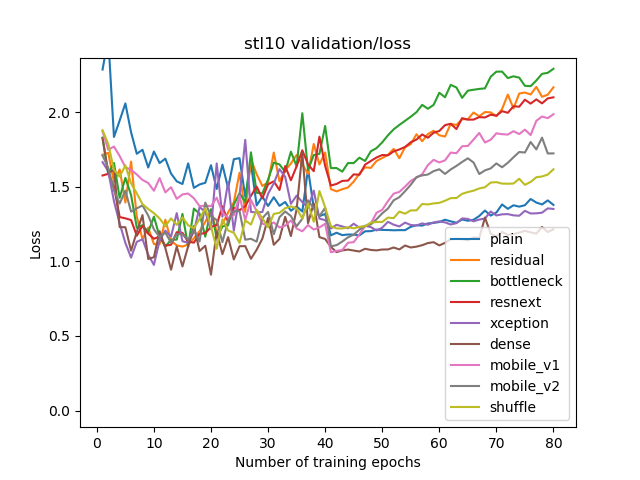 stl10 validation/loss
Loss
2.0
1.5
1.0
0.5
0.0
0 10 20 30 40 50 60 70 80
Number of training epochs
plain
residual
bottleneck
resnext
xception
dense
mobile_v1
mobile_v2
shuffle